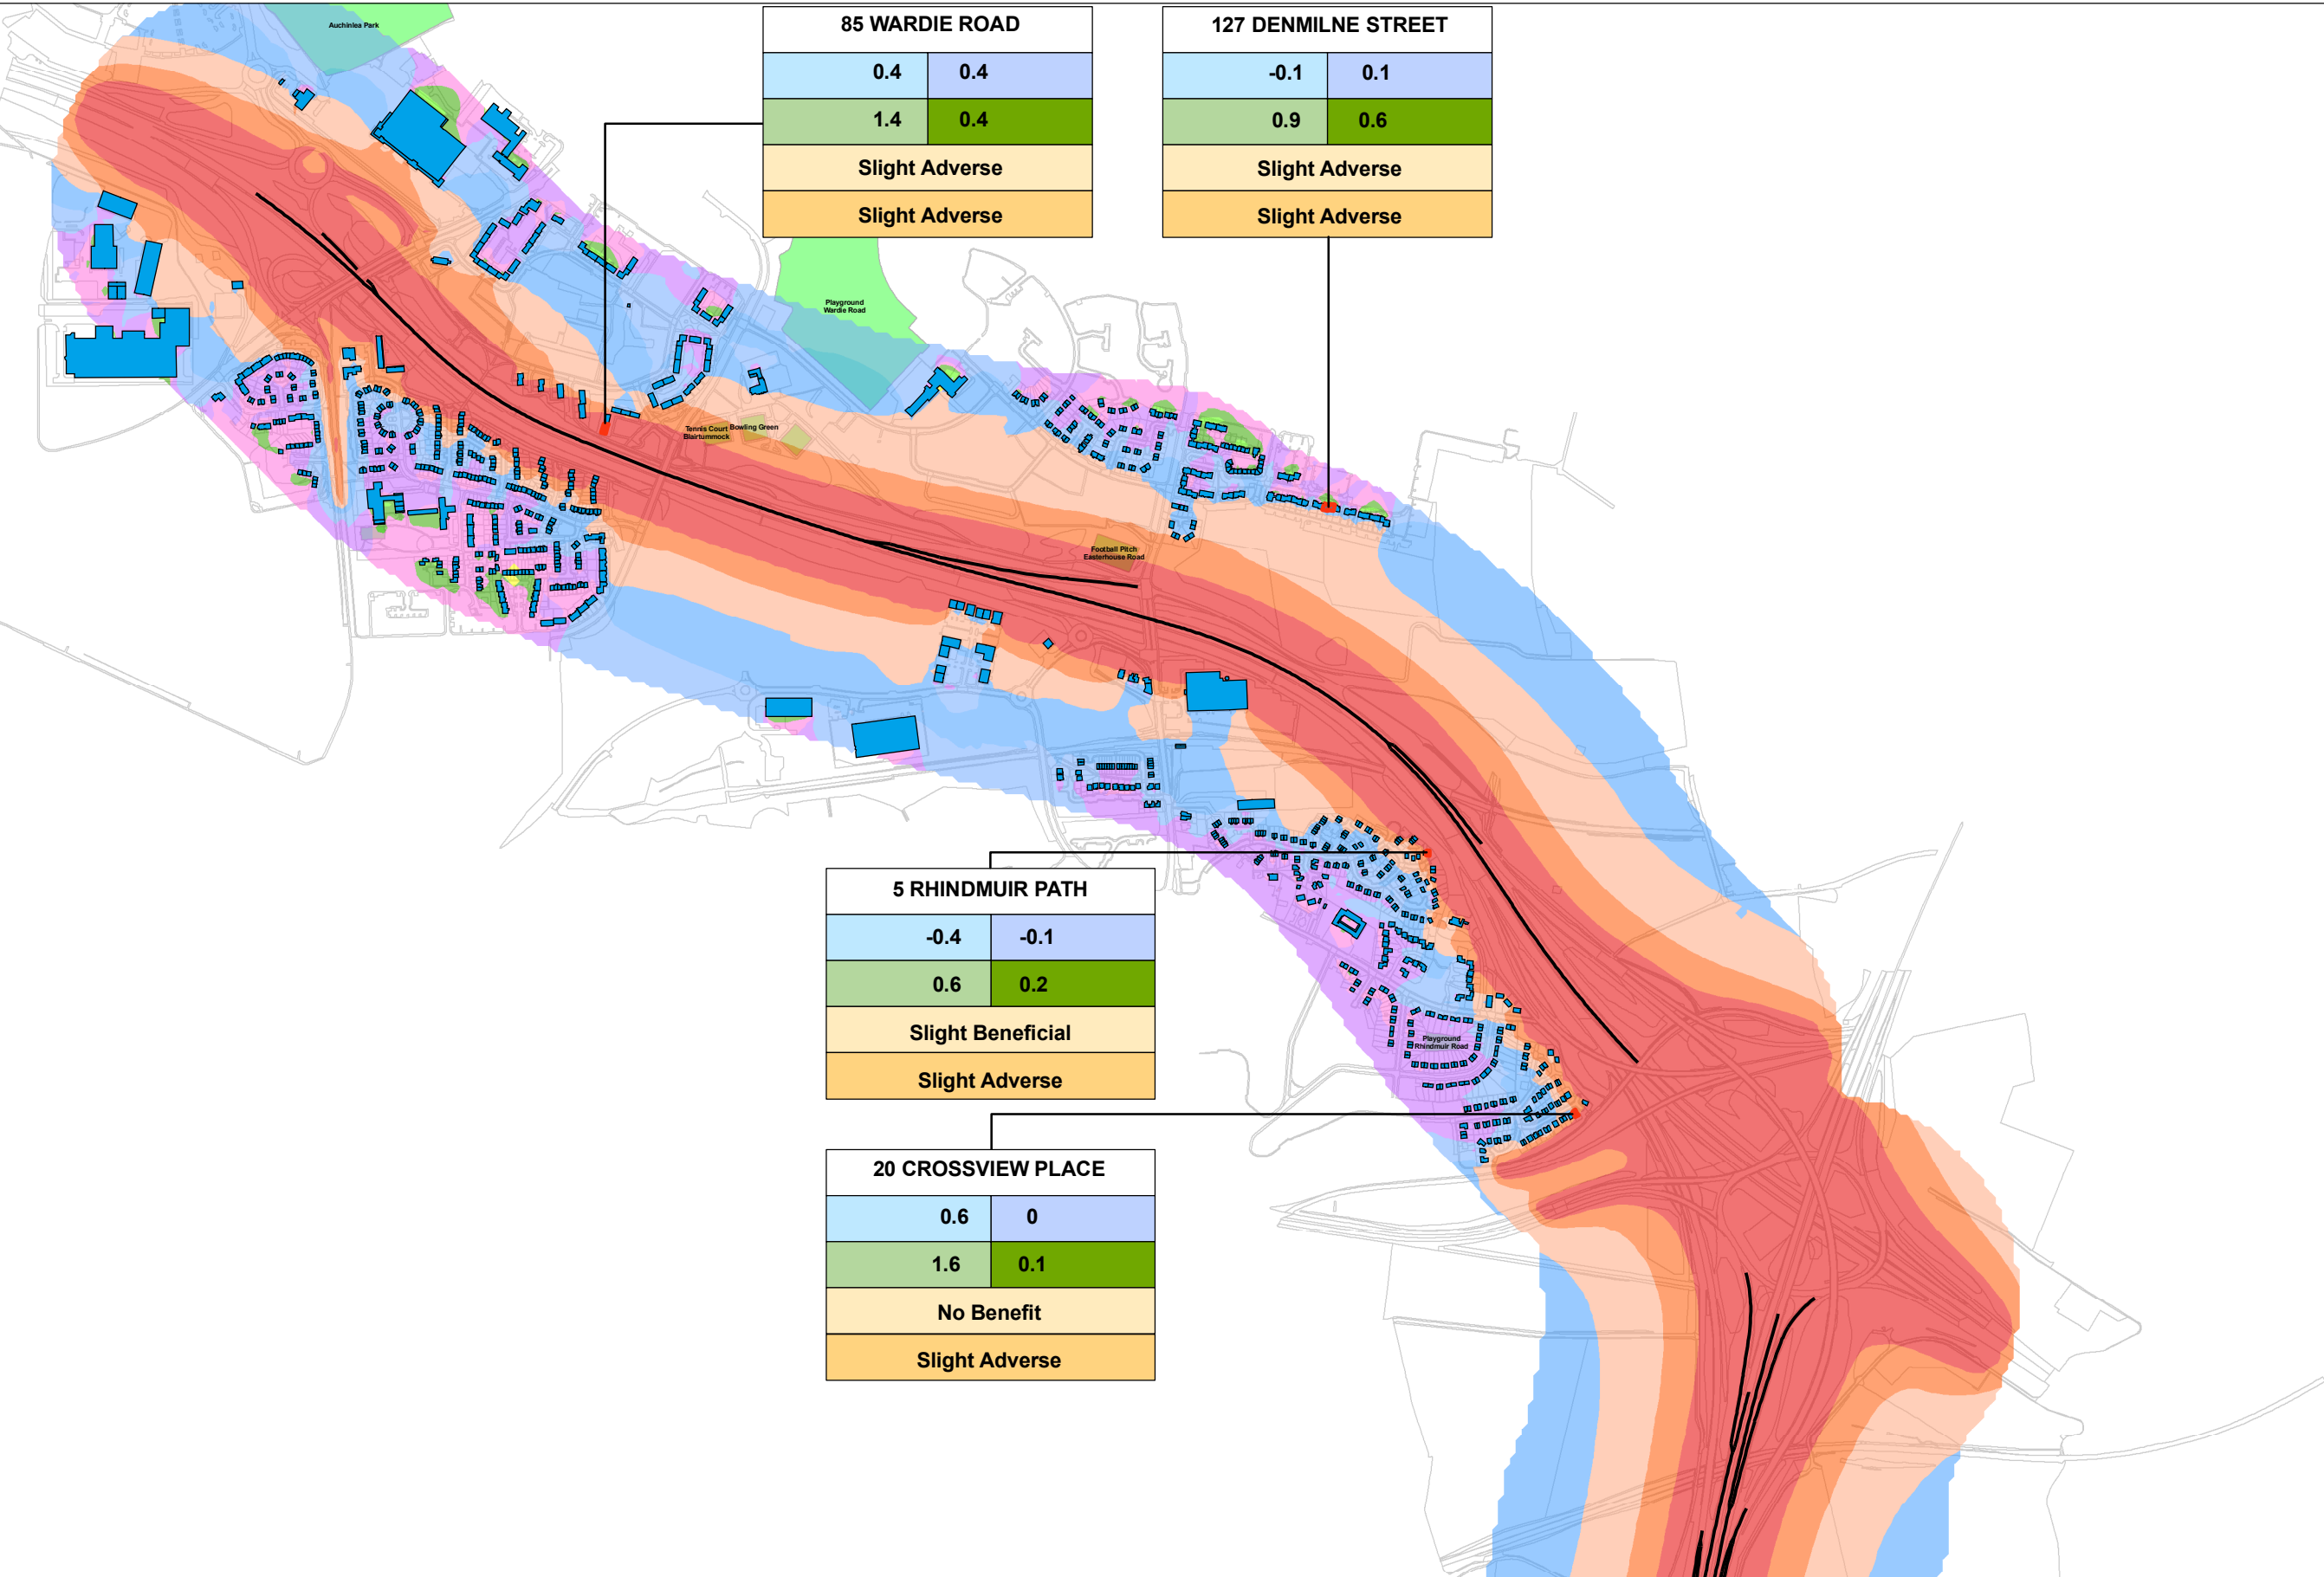 Auchinlea Park
85 WARDIE ROAD
0.4 0.4
1.4 0.4
Slight Adverse
Slight Adverse
127 DENMILNE STREET
-0.1 0.1
0.9 0.6
Slight Adverse
Slight Adverse
Playground
Wardie Road
Tennis Court
Blairtummock
Bowling Green
Football Pitch
Easterhouse Road
5 RHINDMUIR PATH
-0.4 -0.1
0.6 0.2
Slight Beneficial
Slight Adverse
Playground
Rhindmuir Road
20 CROSSVIEW PLACE
0.6 0
1.6 0.1
No Benefit
Slight Adverse